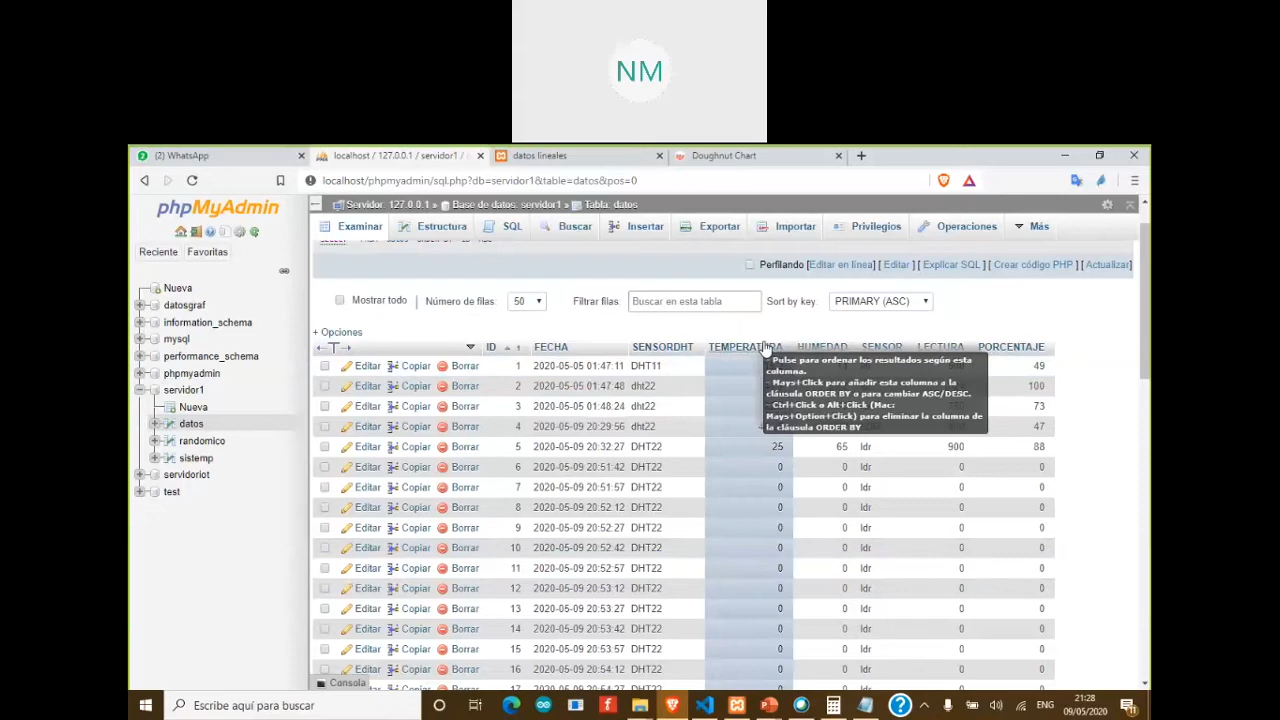 NM
(2) WhatsApp
localhost / 127.0.0.1 / servidor1 /
datos lineales
Doughnut Chart
localhost/phpmyadmin/sql.php?db=servidor1&table=datos&pos=0
phpMyAdmin
Reciente Favoritas
Nueva
datosgraf
information_schema
mysql
performance_schema
phpmyadmin
servidor1
Nueva
datos
randomico
sistemp
servidoriot
test
Servidor: 127.0.0.1 » Base de datos: servidor1 » Tabla: datos
Examinar Estructura SQL Buscar Insertar Exportar Importar Privilegios Operaciones Más
Perfilando [Editar en línea] [ Editar ] [ Explicar SQL ] [ Crear código PHP ] [ Actualizar]
Mostrar todo Número de filas: 50 Filtrar filas: Buscar en esta tabla Sort by key: PRIMARY (ASC)
+ Opciones
←T→ ID 1 FECHA SENSORDHT TEMPERATURA HUMEDAD SENSOR LECTURA PORCENTAJE
- Pulse para ordenar los resultados según esta
columna.
- Mays+Click para añadir esta columna a la
cláusula ORDER BY o para cambiar ASC/DESC.
- Ctrl+Click o Alt+Click (Mac:
Mays+Option+Click) para eliminar la columna de
la cláusula ORDER BY
Editar Copiar Borrar 1 2020-05-05 01:47:11 DHT11 49
Editar Copiar Borrar 2 2020-05-05 01:47:48 dht22 100
Editar Copiar Borrar 3 2020-05-05 01:48:24 dht22 73
Editar Copiar Borrar 4 2020-05-05 20:29:56 dht22 47
Editar Copiar Borrar 5 2020-05-05 20:32:27 DHT22 25 65 ldr 900 88
Editar Copiar Borrar 6 2020-05-09 20:51:42 DHT22 0 0 ldr 0 0
Editar Copiar Borrar 7 2020-05-09 20:51:57 DHT22 0 0 ldr 0 0
Editar Copiar Borrar 8 2020-05-09 20:52:12 DHT22 0 0 ldr 0 0
Editar Copiar Borrar 9 2020-05-09 20:52:27 DHT22 0 0 ldr 0 0
Editar Copiar Borrar 10 2020-05-09 20:52:42 DHT22 0 0 ldr 0 0
Editar Copiar Borrar 11 2020-05-09 20:52:57 DHT22 0 0 ldr 0 0
Editar Copiar Borrar 12 2020-05-09 20:53:12 DHT22 0 0 ldr 0 0
Editar Copiar Borrar 13 2020-05-09 20:53:27 DHT22 0 0 ldr 0 0
Editar Copiar Borrar 14 2020-05-09 20:53:42 DHT22 0 0 ldr 0 0
Editar Copiar Borrar 15 2020-05-09 20:53:57 DHT22 0 0 ldr 0 0
Editar Copiar Borrar 16 2020-05-09 20:54:12 DHT22 0 0 ldr 0 0
Consola
Escribe aquí para buscar
ENG
21:28
09/05/2020
11